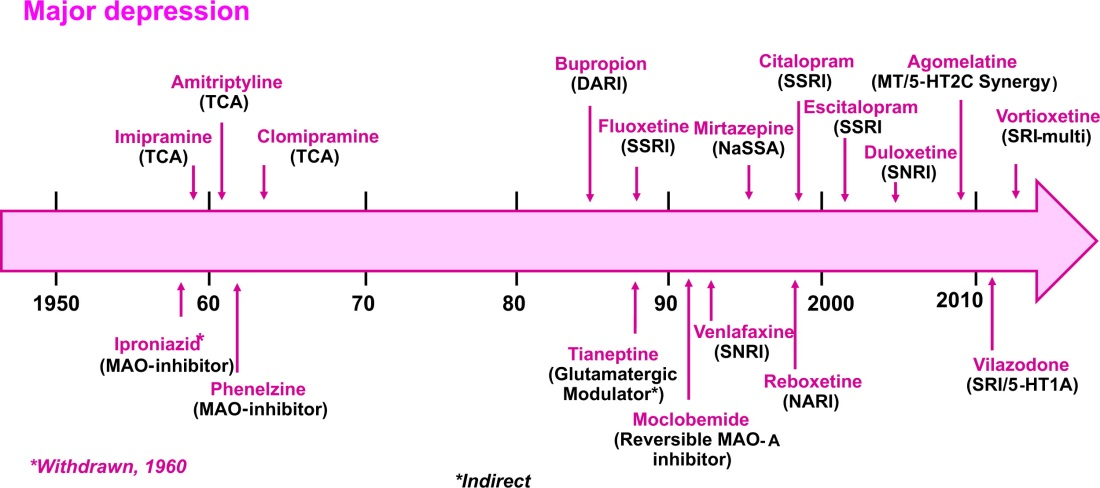 Major depression
Amitriptyline
(TCA)
Imipramine
(TCA)
Clomipramine
(TCA)
Bupropion
(DARI)
Fluoxetine
(SSRI)
Mirtazepine
(NaSSA)
Citalopram
(SSRI)
Escitalopram
(SSRI
Duloxetine
(SNRI)
Agomelatine
(MT/5-HT2C Synergy)
Vortioxetine
(SRI-multi)
1950
60
70
80
90
2000
2010
Iproniazid*
(MAO-inhibitor)
Phenelzine
(MAO-inhibitor)
Tianeptine
(Glutamatergic
Modulator*)
Moclobemide
(Reversible MAO-A
inhibitor)
Venlafaxine
(SNRI)
Reboxetine
(NARI)
Vilazodone
(SRI/5-HT1A)
*Withdrawn, 1960
*Indirect